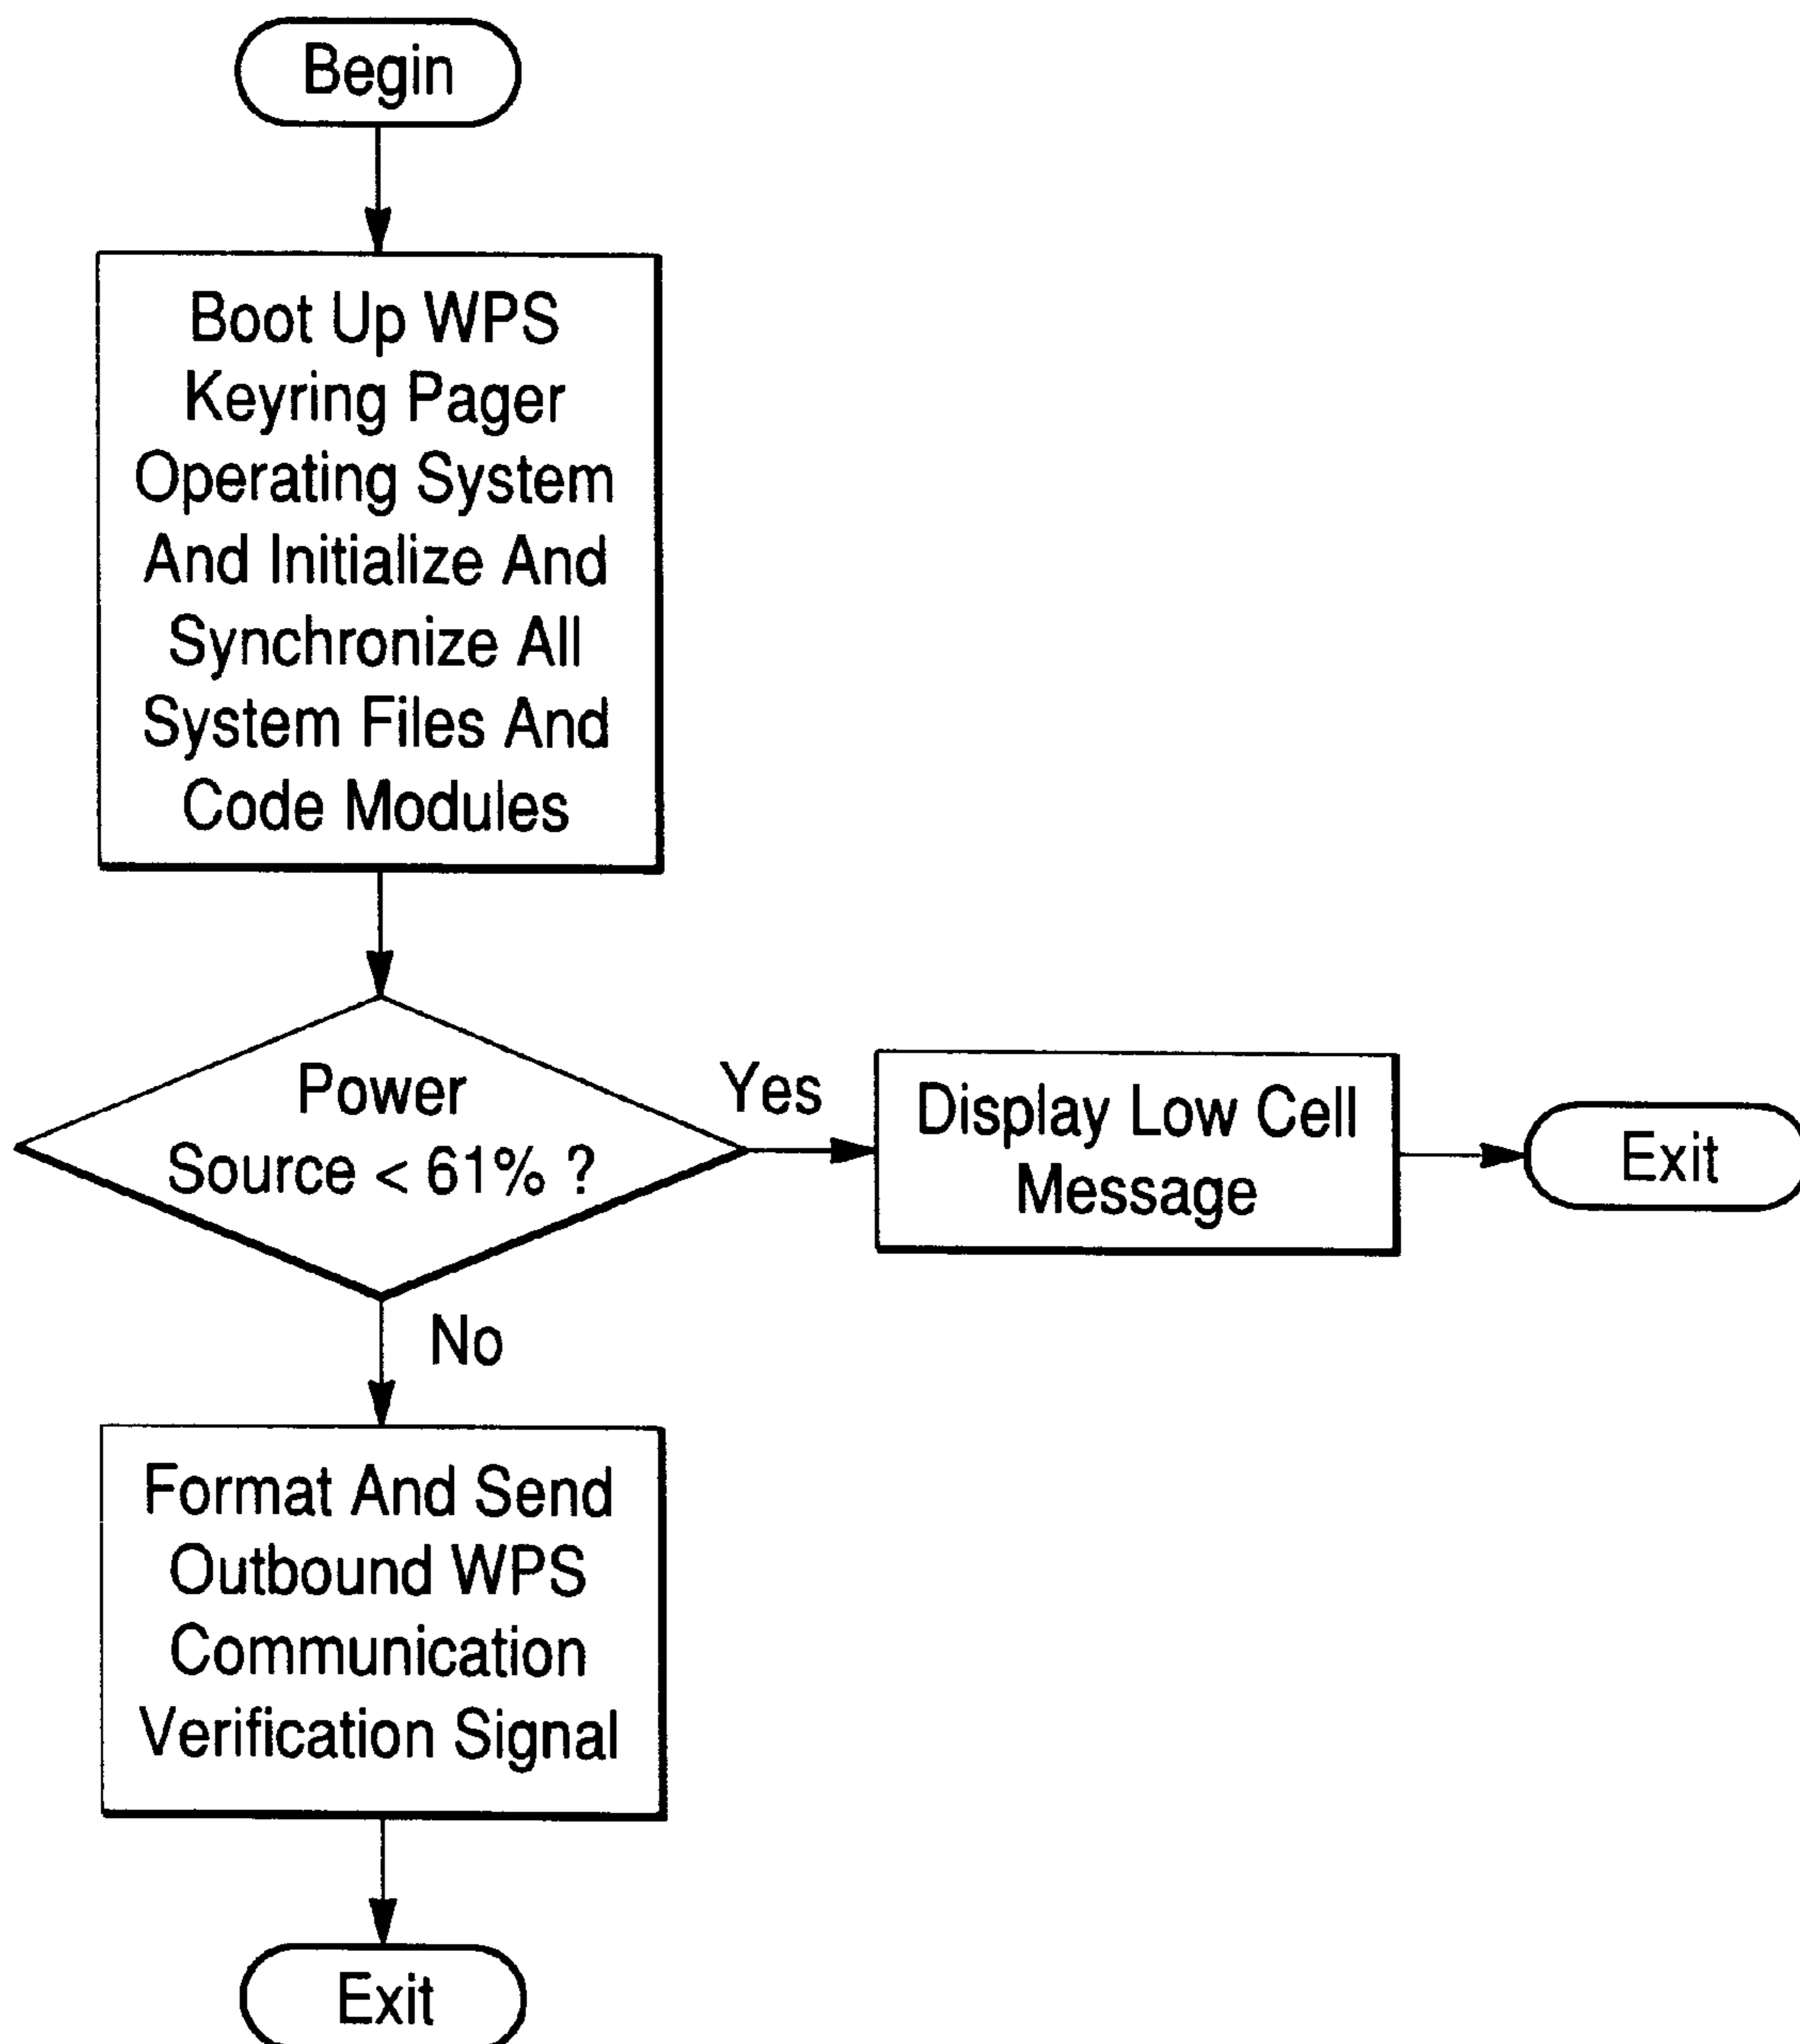 Begin
Boot Up WPS
Keyring Pager
Operating System
And Initialize And
Synchronize All
System Files And
Code Modules
Power
Source < 61% ?
Yes
Display Low Cell
Message
Exit
No
Format And Send
Outbound WPS
Communication
Verification Signal
Exit